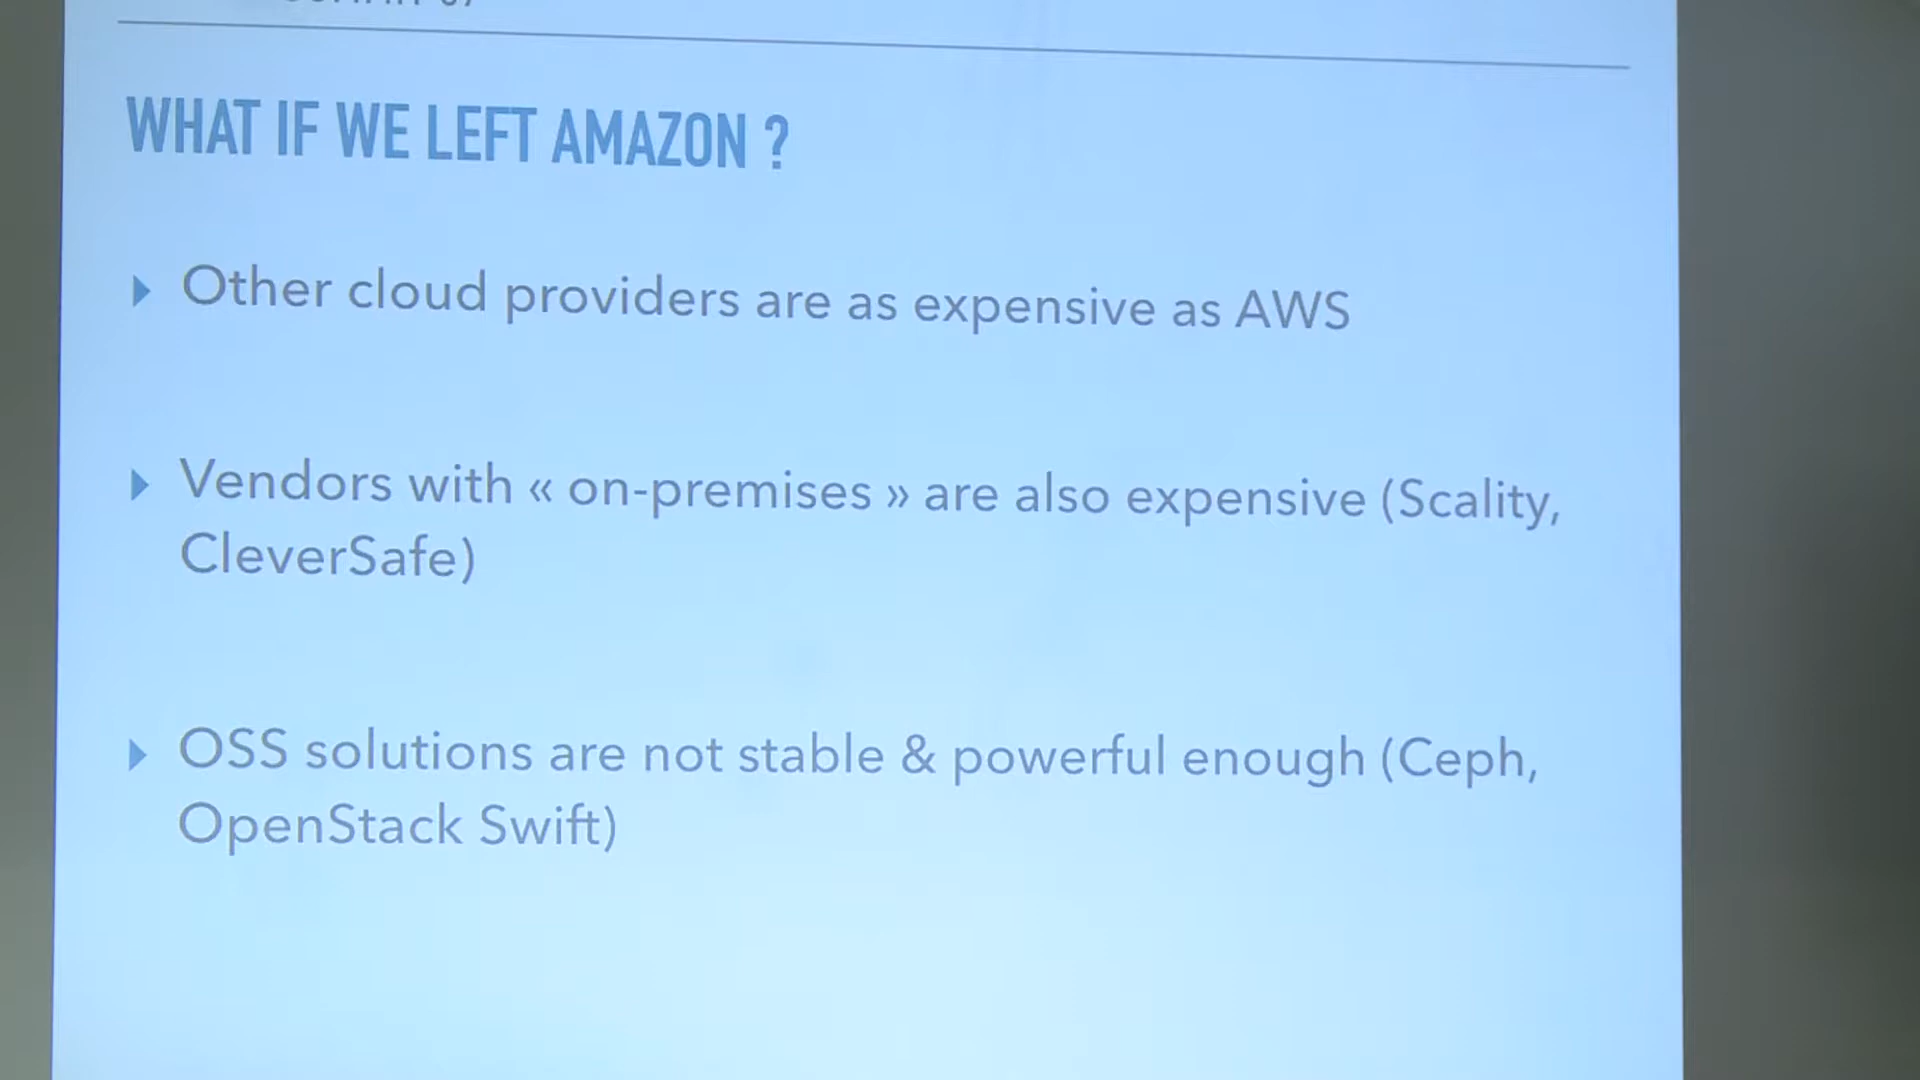 WHAT IF WE LEFT AMAZON ?
Other cloud providers are as expensive as AWS
Vendors with « on-premises » are also expensive (Scality,
CleverSafe)
OSS solutions are not stable & powerful enough (Ceph,
OpenStack Swift)